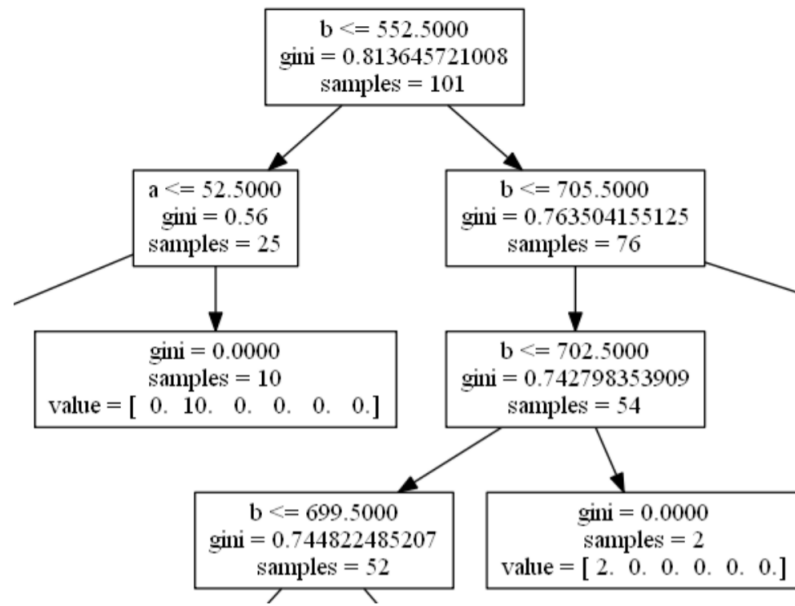 b <= 552.5000
gini = 0.813645721008
samples = 101
a <= 52.5000
gini = 0.56
samples = 25
b <= 705.5000
gini = 0.763504155125
samples = 76
gini = 0.0000
samples = 10
value = [ 0. 10. 0. 0. 0. 0.]
b <= 702.5000
gini = 0.742798353909
samples = 54
b <= 699.5000
gini = 0.744822485207
samples = 52
gini = 0.0000
samples = 2
value = [ 2. 0. 0. 0. 0. 0.]